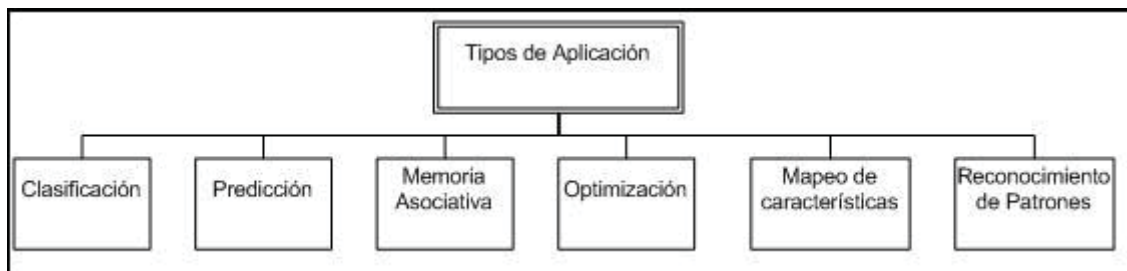 Tipos de Aplicación
Clasificación
Predicción
Memoria
Asociativa
Optimización
Mapeo de
características
Reconocimiento
de Patrones